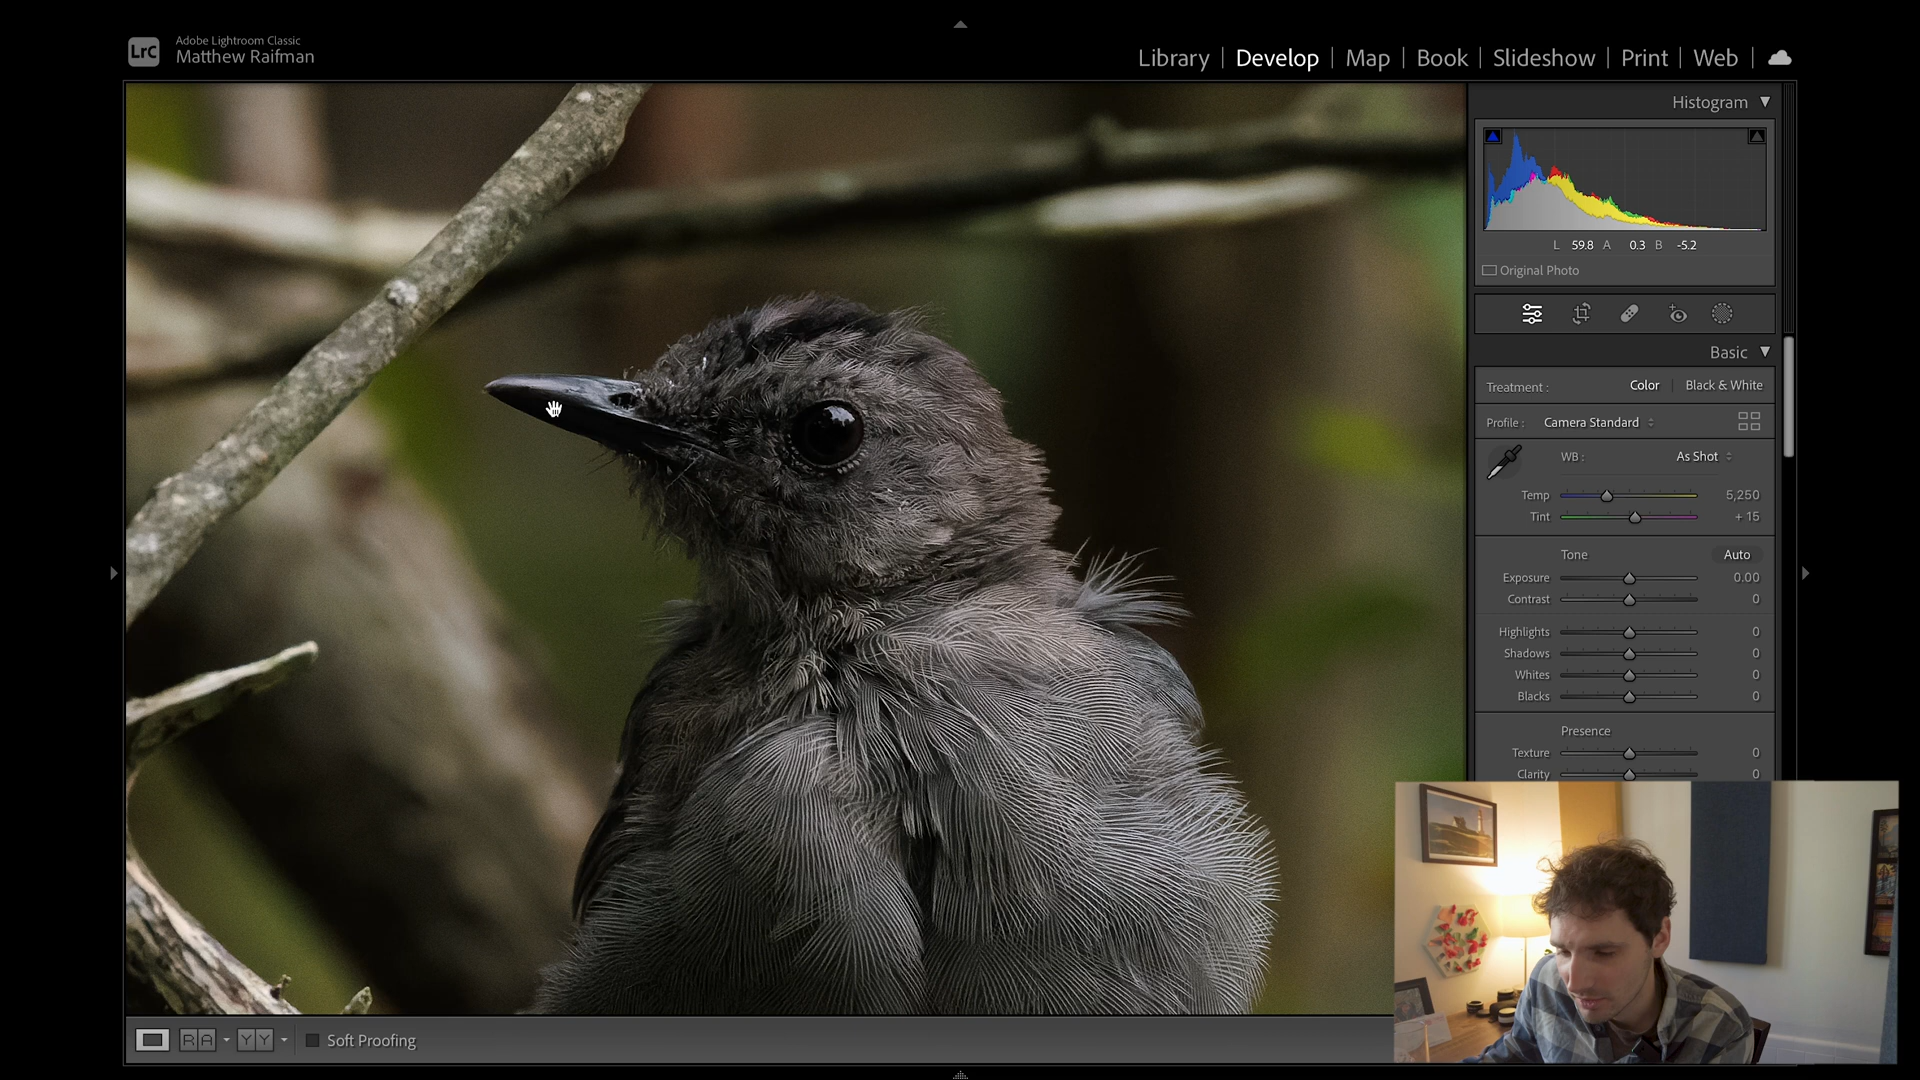 LrC
Adobe Lightroom Classic
Matthew Raifman
Library | Develop | Map | Book | Slideshow | Print | Web
Histogram
L 59.8 A 0.3 B -5.2
Original Photo
Basic
Treatment : Color | Black & White
Profile : Camera Standard
WB : As Shot
Temp 5,250
Tint + 15
Tone Auto
Exposure 0.00
Contrast 0
Highlights 0
Shadows 0
Whites 0
Blacks 0
Presence
Texture 0
Clarity 0
R A Y Y Soft Proofing